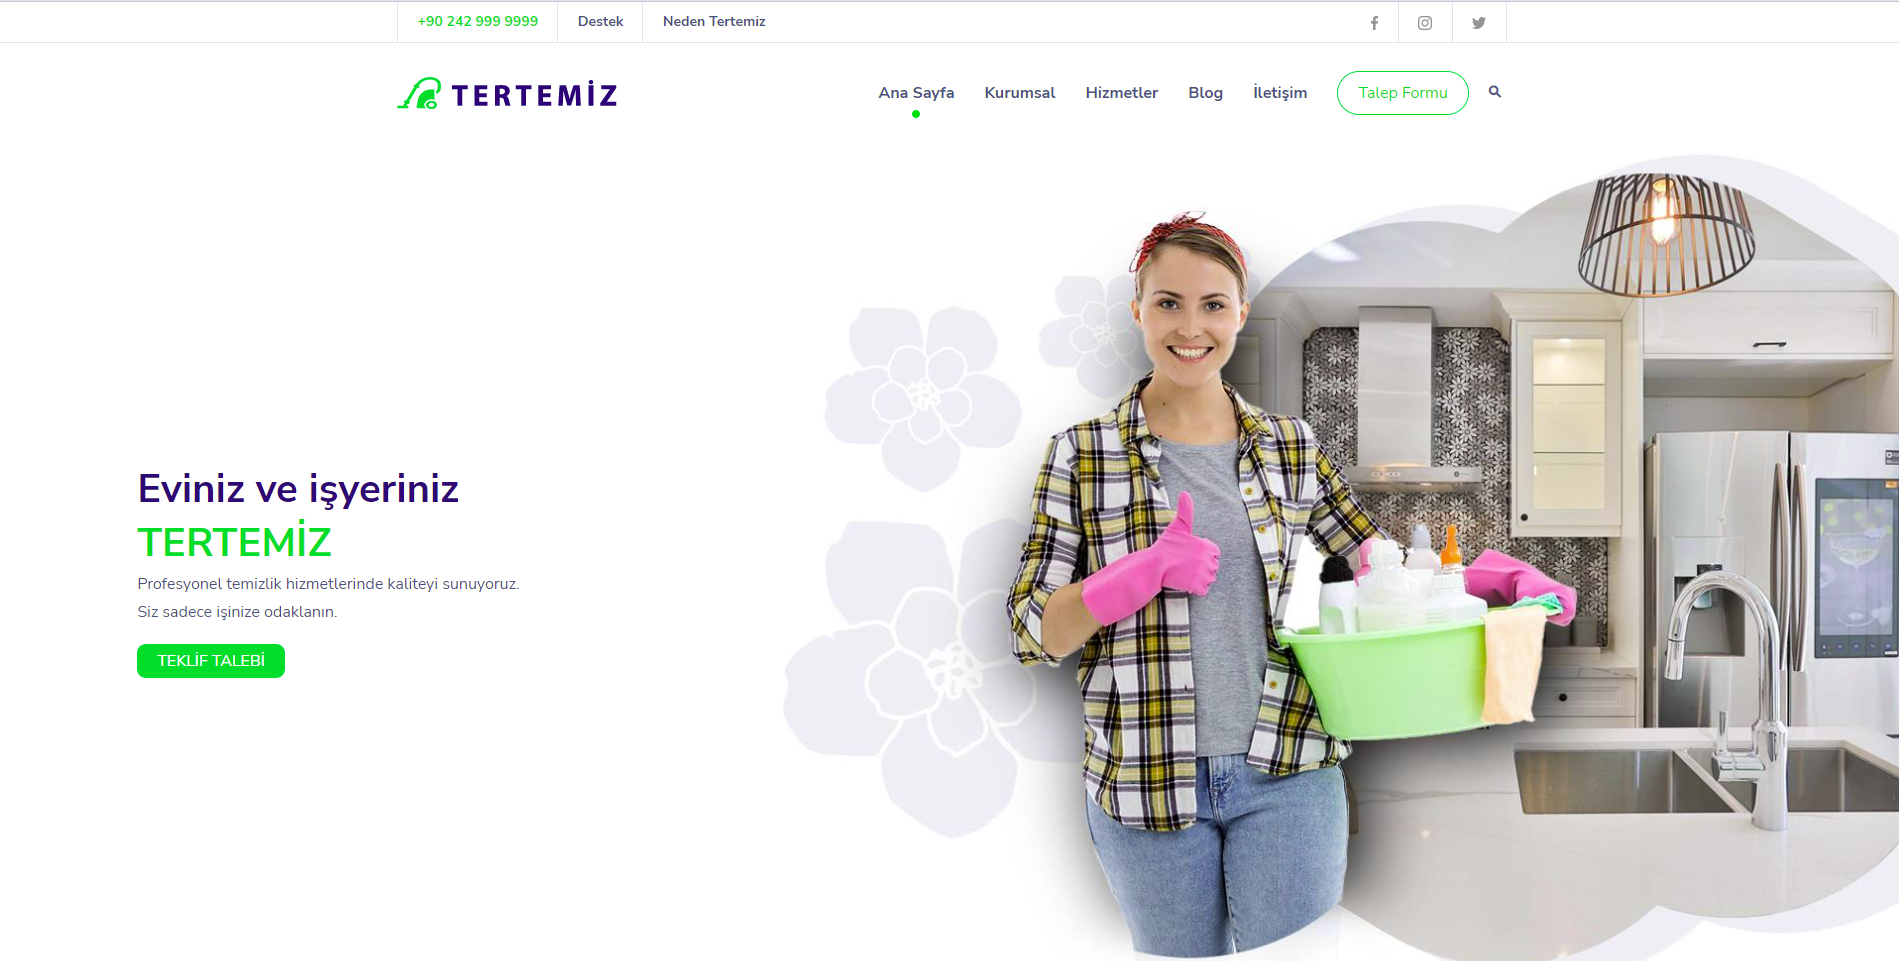 +90 242 999 9999
Destek
Neden Tertemiz
TERTEMİZ
Ana Sayfa
Kurumsal
Hizmetler
Blog
İletişim
Talep Formu
Eviniz ve işyeriniz
TERTEMİZ
Profesyonel temizlik hizmetlerinde kaliteyi sunuyoruz.
Siz sadece işinize odaklanın.
TEKLİF TALEBİ